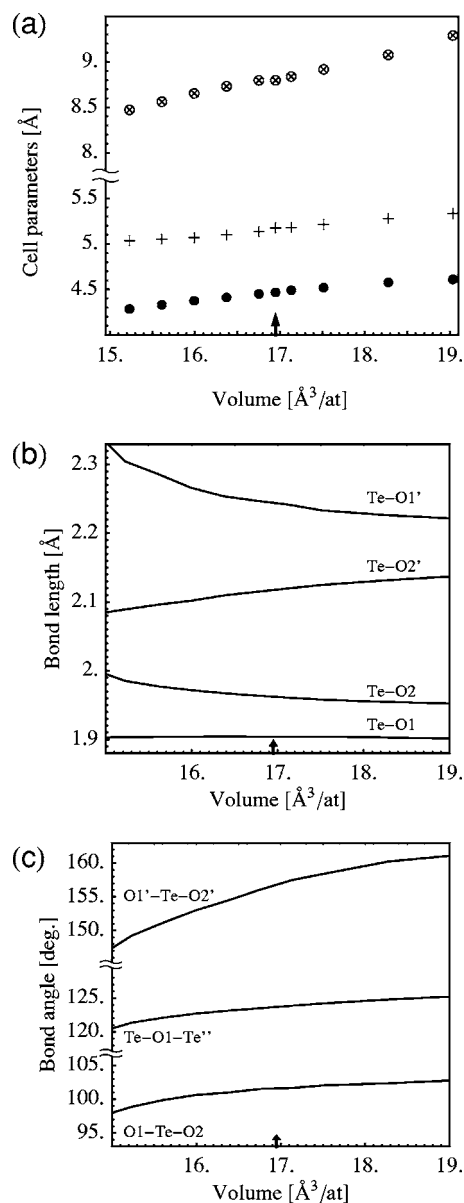 (a)
9.
8.5
8.
5.5
5.
4.5
Cell parameters [Å]
15. 16. 17. 18. 19.
Volume [Å³/at]
(b)
2.3
2.2
2.1
2.
1.9
Bond length [Å]
Te–O1'
Te–O2'
Te–O2
Te–O1
16. 17. 18. 19.
Volume [Å³/at]
(c)
160.
155.
150.
125.
120.
105.
100.
95.
Bond angle [deg.]
O1'–Te–O2'
Te–O1–Te''
O1–Te–O2
16. 17. 18. 19.
Volume [Å³/at]